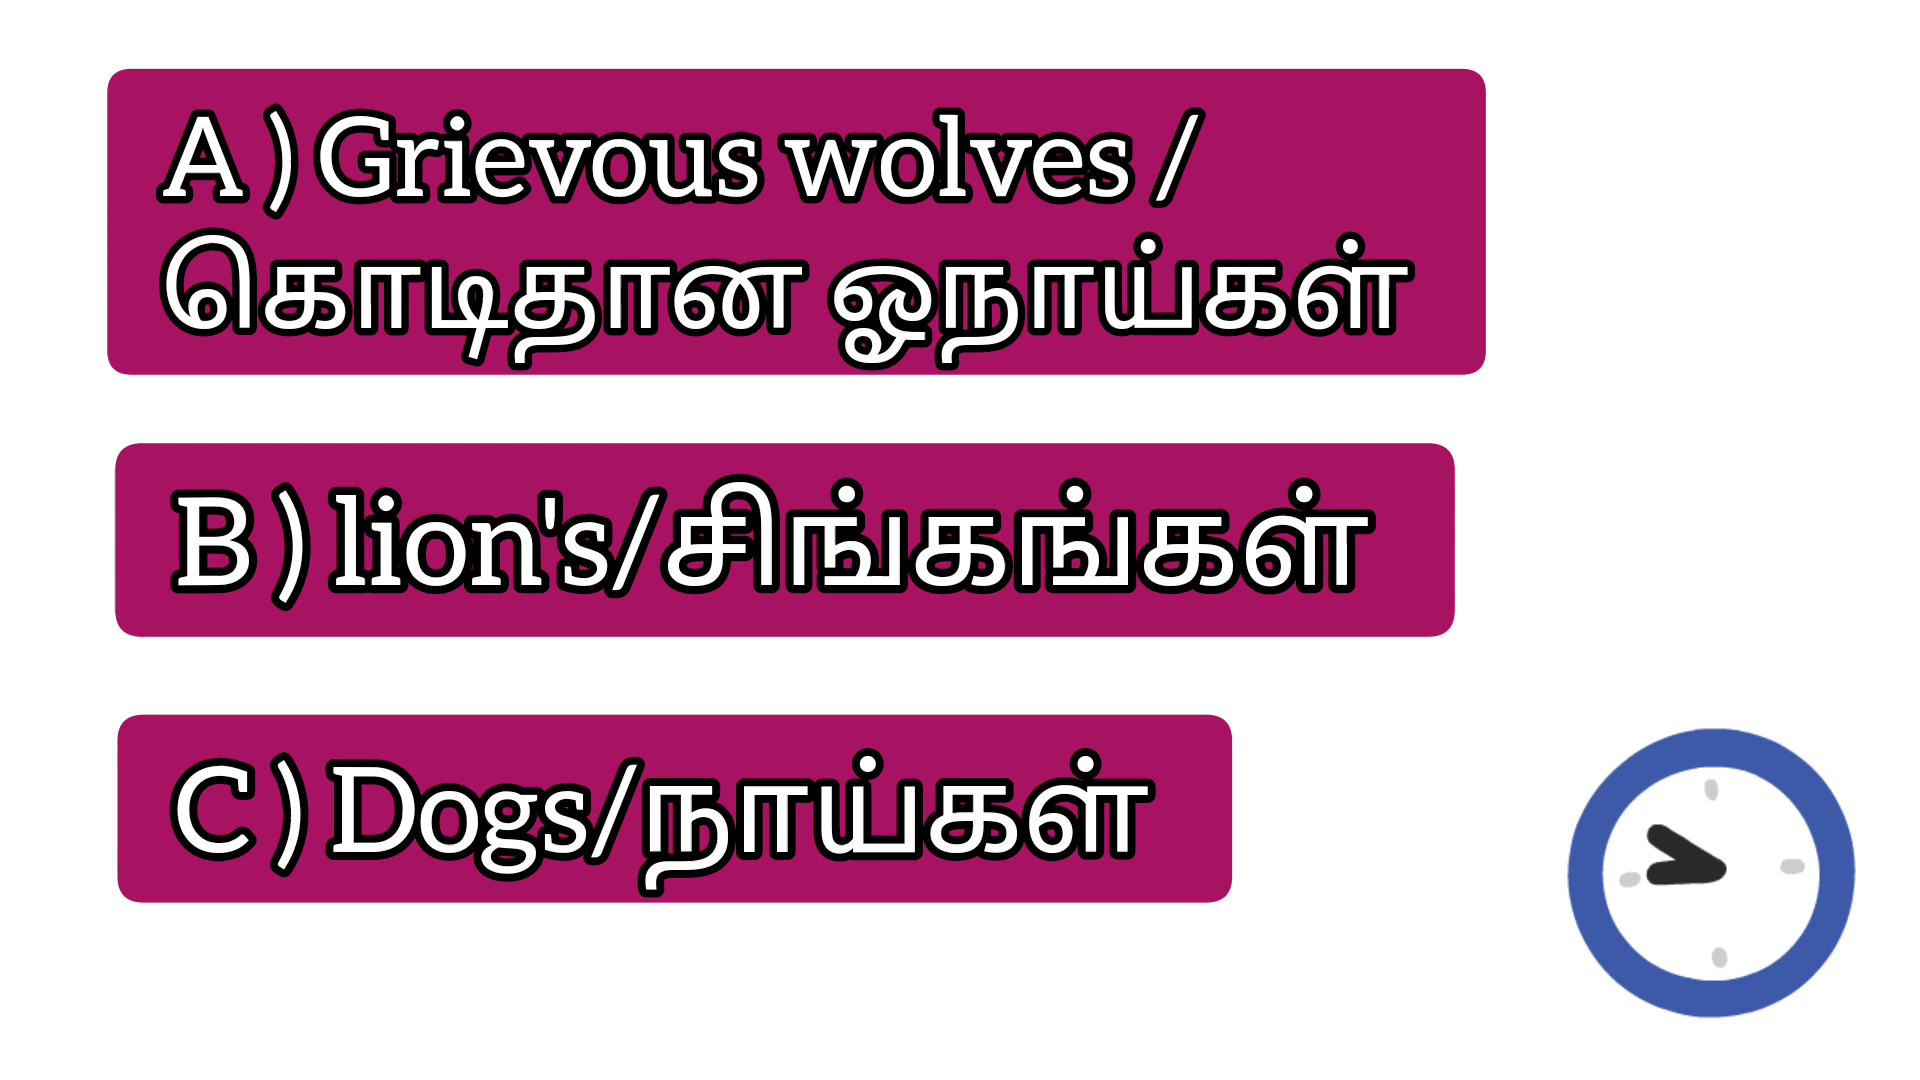 A ) Grievous wolves /
கொடிதான ஓநாய்கள்
B ) lion's/சிங்கங்கள்
C ) Dogs/நாய்கள்